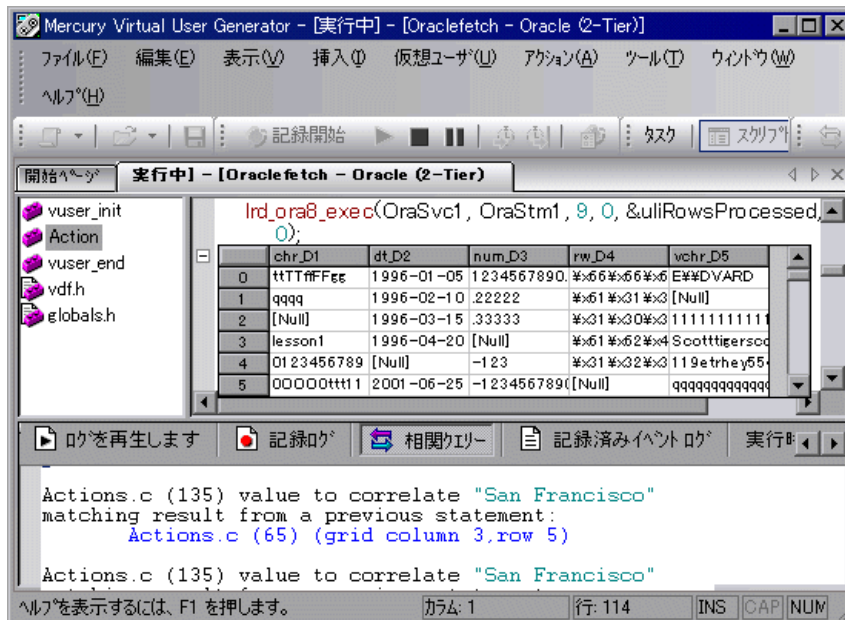 Mercury Virtual User Generator - [実行中] - [Oraclefetch - Oracle (2-Tier)]
ファイル(F) 編集(E) 表示(V) 挿入(I) 仮想ユーザ(U) アクション(A) ツール(T) ウィンドウ(W)
ヘルプ(H)
記録開始 タスク スクリプト
開始ページ 実行中] - [Oraclefetch - Oracle (2-Tier)
vuser_init
Action
vuser_end
vdf.h
globals.h
lrd_ora8_exec(OraSvc1, OraStm1, 9, 0, &uliRowsProcessed,
0);
chr_D1 dt_D2 num_D3 rw_D4 vchr_D5
0 ttTTffFFgg 1996-01-05 1234567890. ¥x66¥x66¥x6 E¥¥DVARD
1 qqqq 1996-02-10 .22222 ¥x61¥x31¥x3 [Null]
2 [Null] 1996-03-15 .33333 ¥x31¥x30¥x3 11111111111
3 lesson1 1996-04-20 [Null] ¥x61¥x62¥x4 Scotttigersco
4 0123456789 [Null] -123 ¥x31¥x32¥x3 119etrhey55
5 OOOOOttt11 2001-06-25 -123456789( [Null] qqqqqqqqqqqq
ログを再生します 記録ログ 相関クエリー 記録済みイベントログ 実行時
Actions.c (135) value to correlate "San Francisco"
matching result from a previous statement:
Actions.c (65) (grid column 3,row 5)
Actions.c (135) value to correlate "San Francisco"
ヘルプを表示するには、F1 を押します。 カラム: 1 行: 114 INS CAP NUM